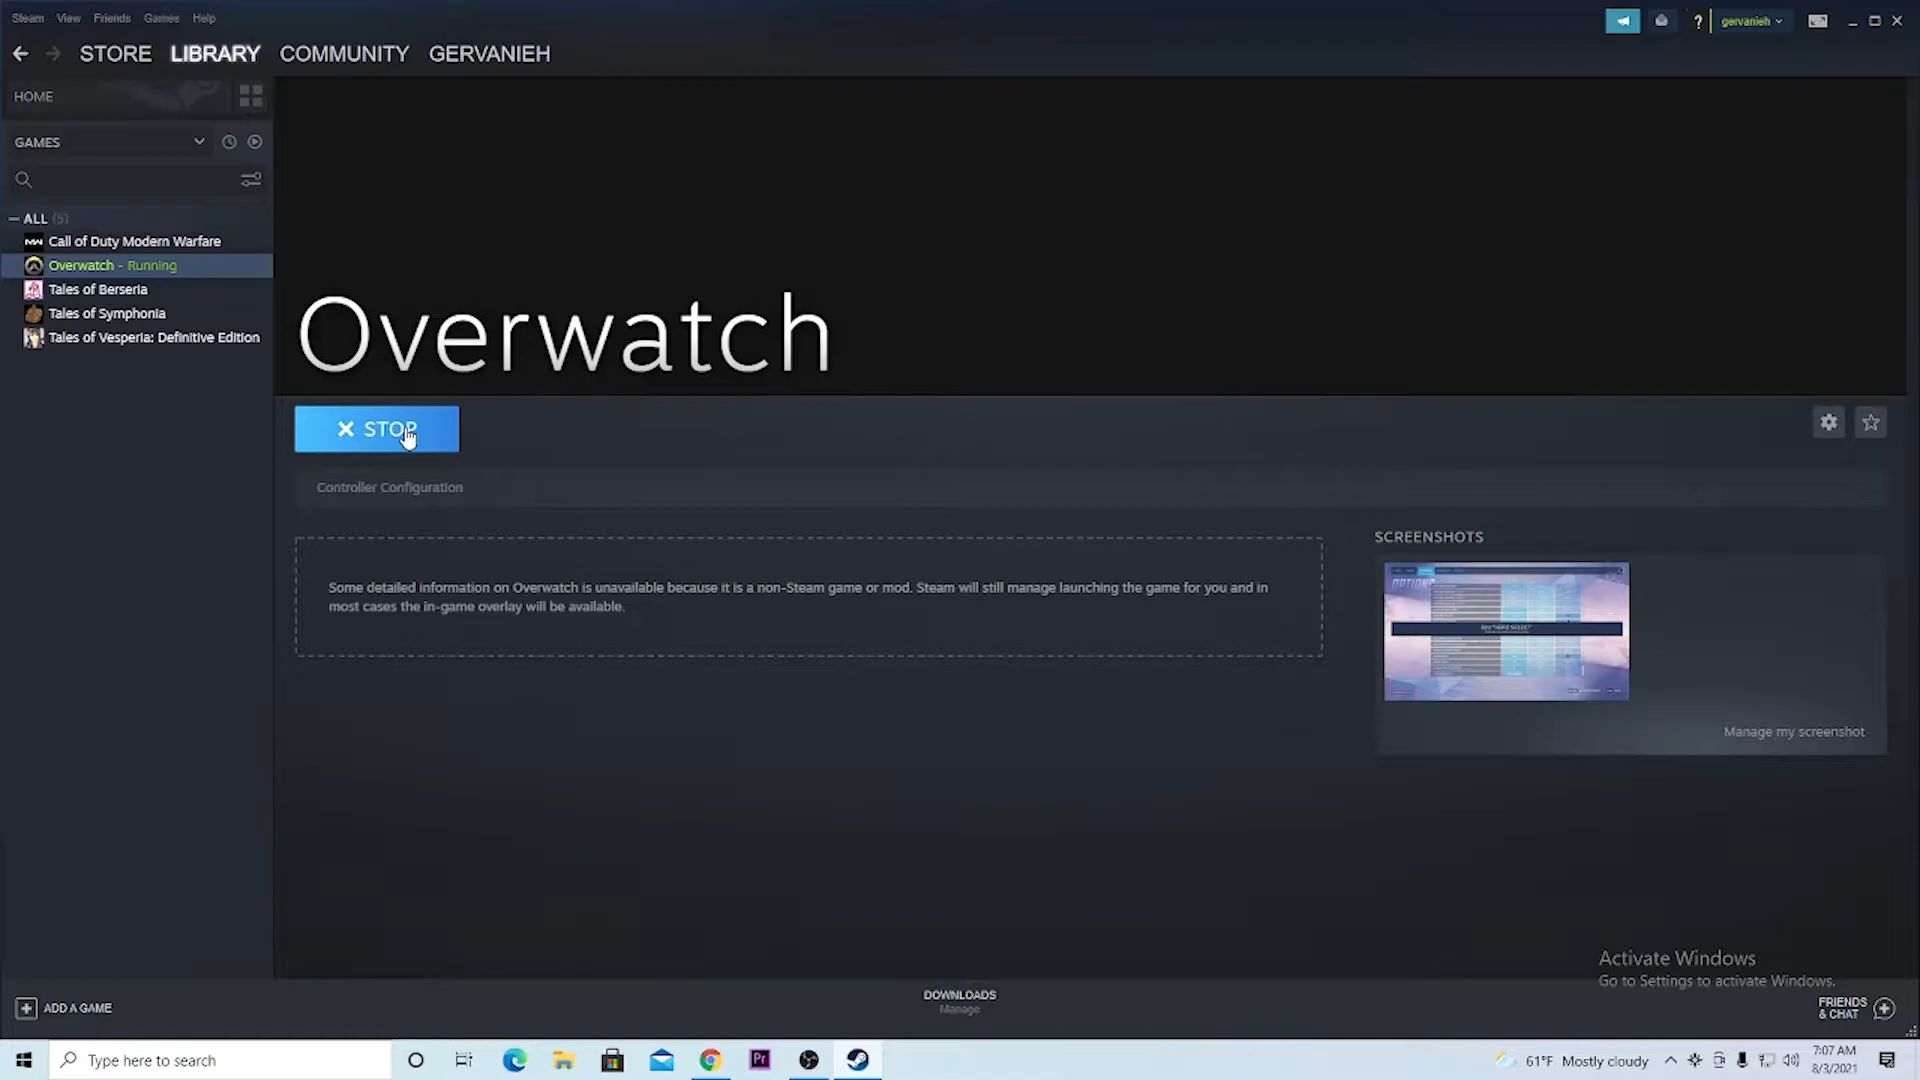 Steam View Friends Games Help
gervanieh
STORE LIBRARY COMMUNITY GERVANIEH
HOME
GAMES
ALL (5)
Call of Duty Modern Warfare
Overwatch - Running
Tales of Berseria
Tales of Symphonia
Tales of Vesperia: Definitive Edition
Overwatch
STOP
Controller Configuration
Some detailed information on Overwatch is unavailable because it is a non-Steam game or mod. Steam will still manage launching the game for you and in
most cases the in-game overlay will be available.
SCREENSHOTS
OPTIONS
Manage my screenshot
Activate Windows
Go to Settings to activate Windows.
ADD A GAME
DOWNLOADS
Manage
FRIENDS
& CHAT
Type here to search
Pr
61°F Mostly cloudy
7:07 AM
8/3/2021